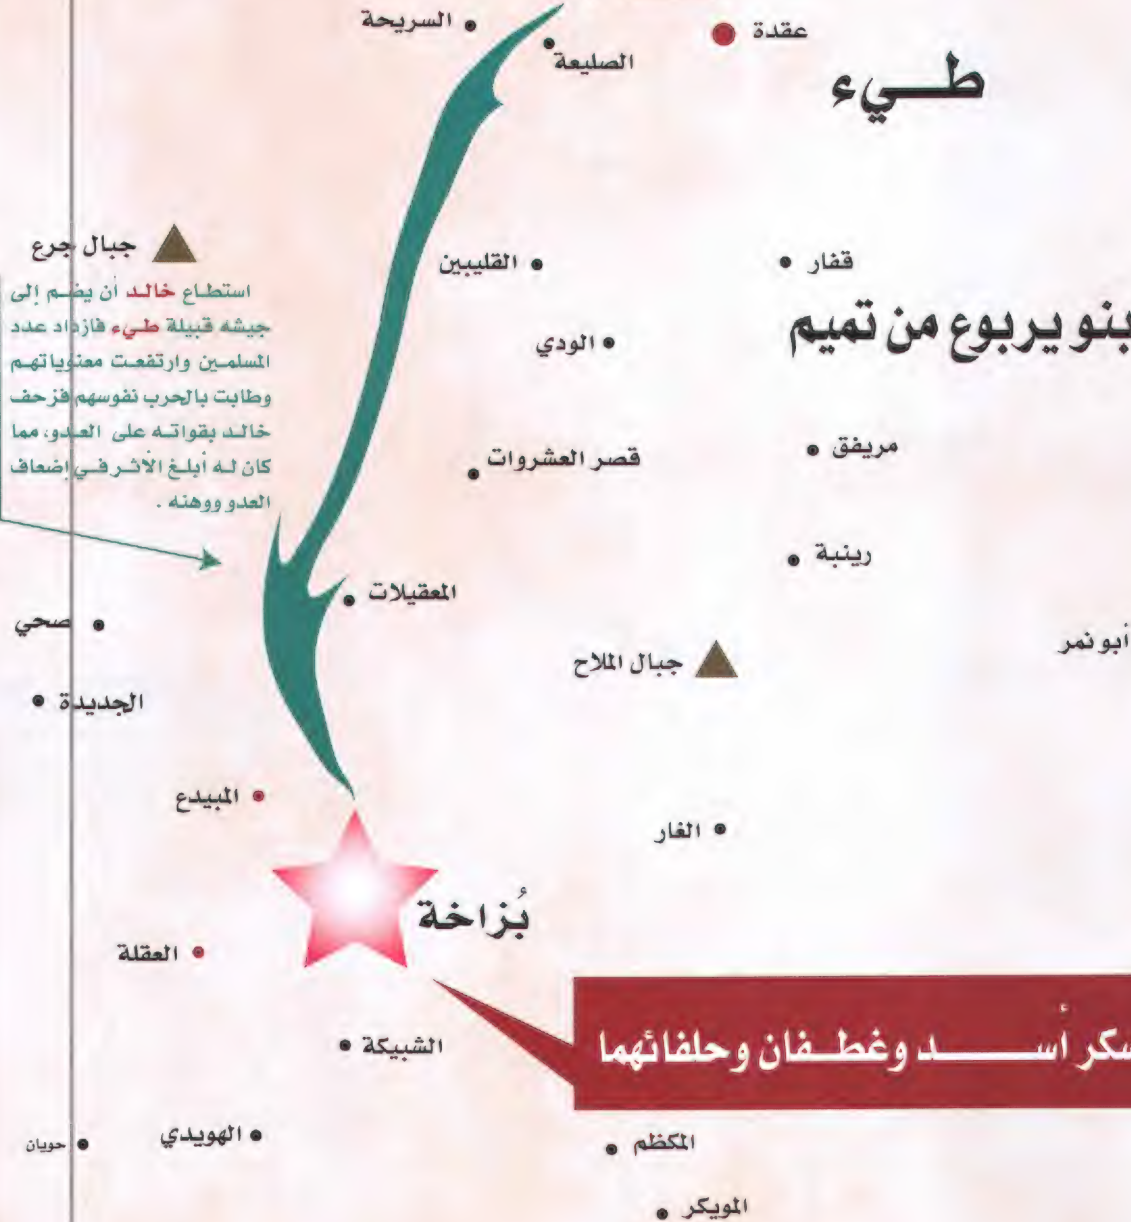 السريحة
عقدة
الصليعة
طيء
جبال جرع
استطاع خالد أن يضم إلى
جيشه قبيلة طيء فازداد عدد
المسلمين وارتفعت معنوياتهم
وطابت بالحرب نفوسهم فزحف
خالد بقواته على العدو، مما
كان له أبلغ الأثر في إضعاف
العدو ووهنه .
قفار
القليبين
بنو يربوع من تميم
الودي
مريفق
قصر العشروات
رينبة
المعقيلات
صحي
أبو نمر
جبال الملاح
الجديدة
المبيدع
الغار
بُزاخة
العقلة
سكر أسد وغطفان وحلفائهما
الشبيكة
الهويدي
حويان
المكظم
المويكر